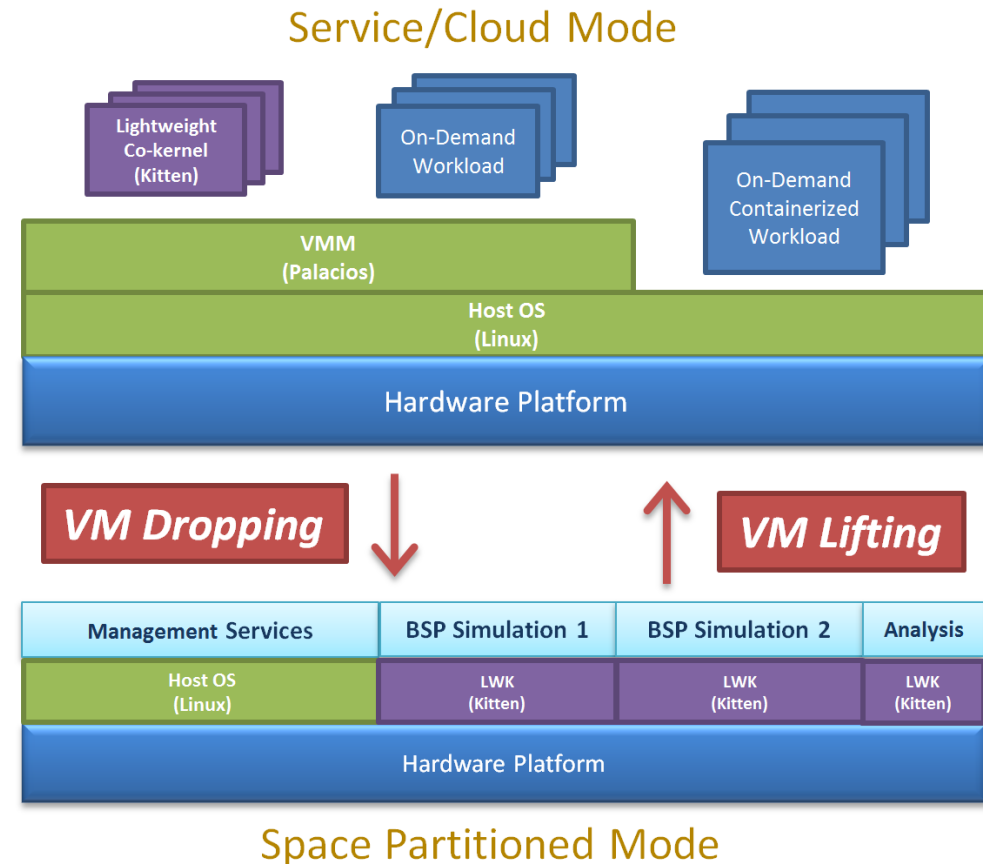 Service/Cloud Mode
Lightweight
Co-kernel
(Kitten)
On-Demand
Workload
On-Demand
Containerized
Workload
VMM
(Palacios)
Host OS
(Linux)
Hardware Platform
VM Dropping
VM Lifting
Management Services
BSP Simulation 1
BSP Simulation 2
Analysis
Host OS
(Linux)
LWK
(Kitten)
LWK
(Kitten)
LWK
(Kitten)
Hardware Platform
Space Partitioned Mode